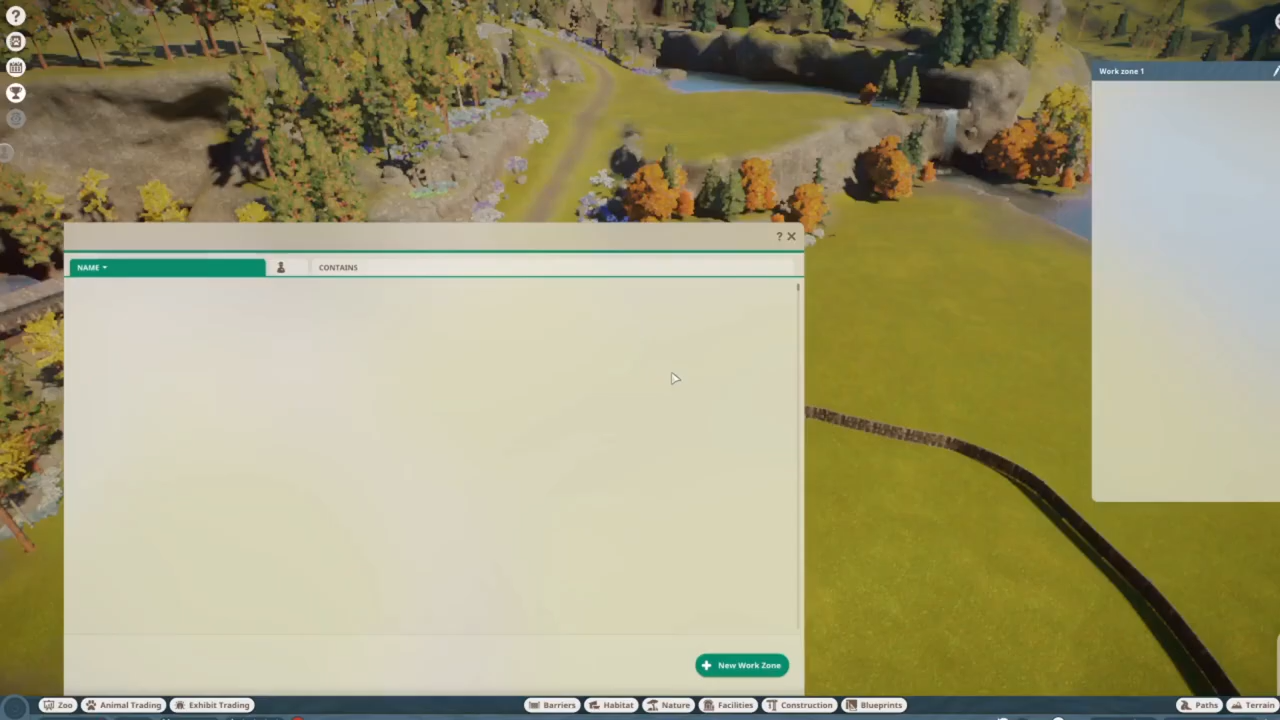 ?
Work zone 1
? ×
NAME
CONTAINS
+ New Work Zone
Zoo
Animal Trading
Exhibit Trading
Barriers
Habitat
Nature
Facilities
Construction
Blueprints
Paths
Terrain